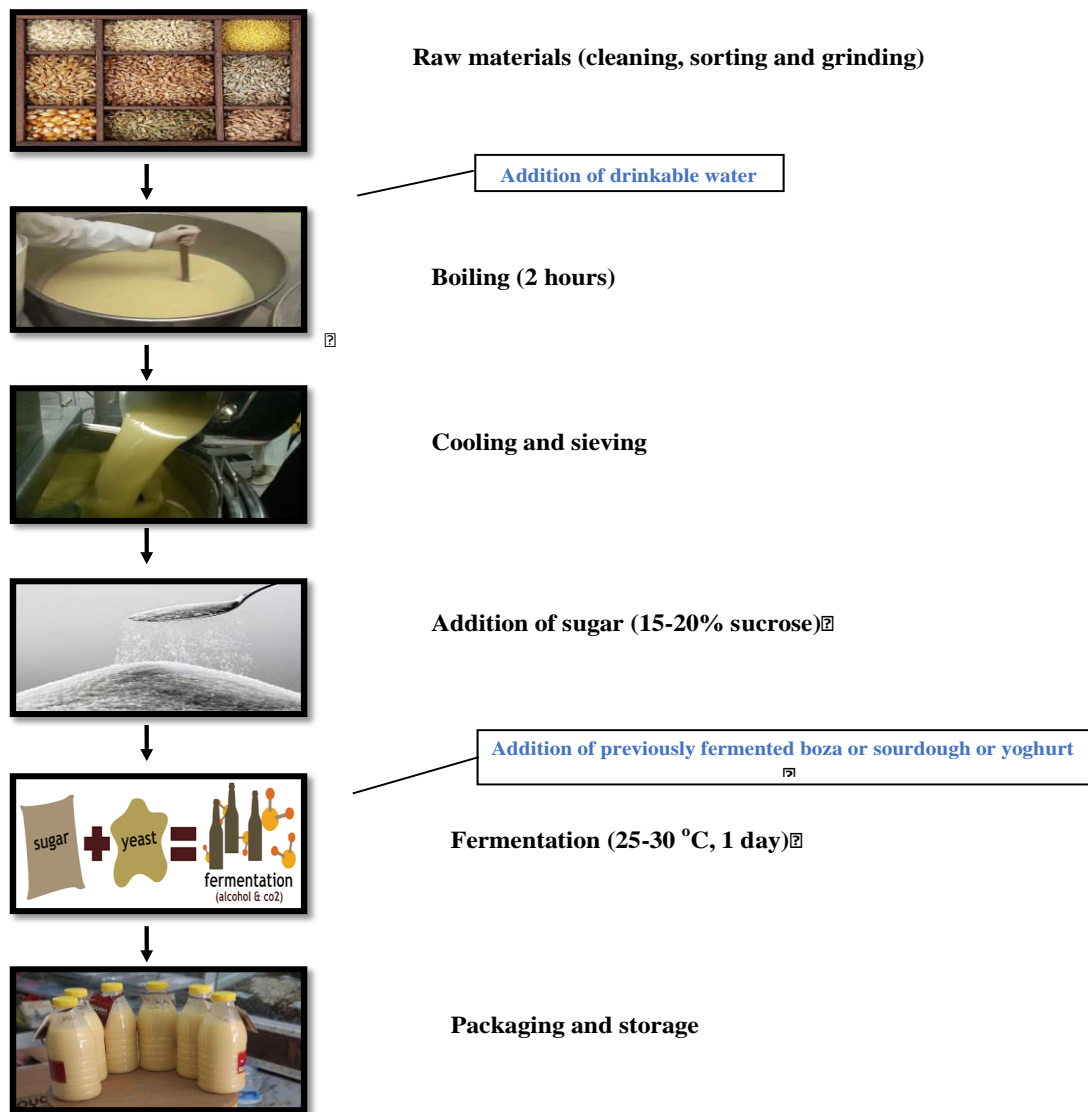 Raw materials (cleaning, sorting and grinding)
Addition of drinkable water
Boiling (2 hours)
Cooling and sieving
Addition of sugar (15-20% sucrose)
Addition of previously fermented boza or sourdough or yoghurt
sugar
yeast
fermentation
(alcohol & co2)
Fermentation (25-30 °C, 1 day)
Packaging and storage